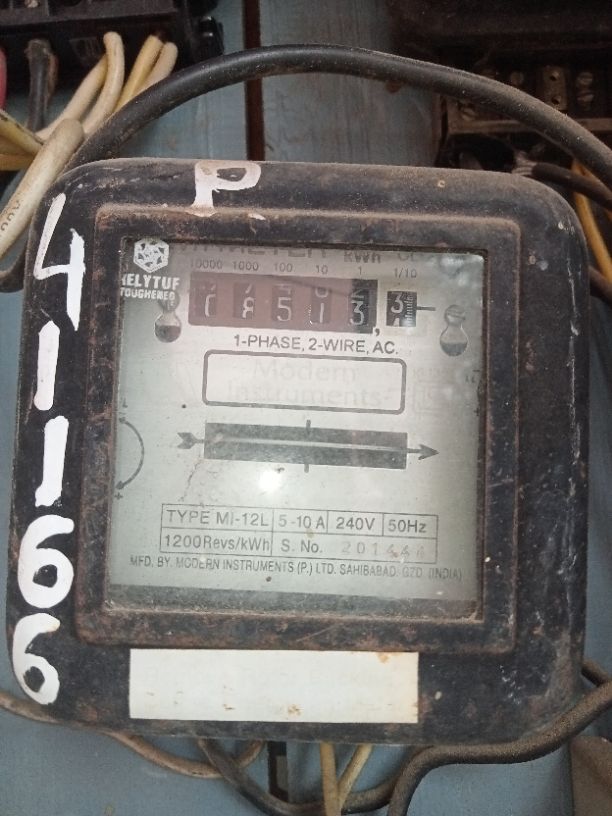 P.
41166
KWh
HELYTUF
TOUGHENED
10000 1000 100 10 1 1/10
1-PHASE, 2-WIRE, AC.
Modern
Instruments
TYPE MI-12L 5-10 A 240V 50Hz
1200Revs/kWh S. No.
MFD. BY. MODERN INSTRUMENTS (P.) LTD. SAHIBABAD. GZD. (INDIA)